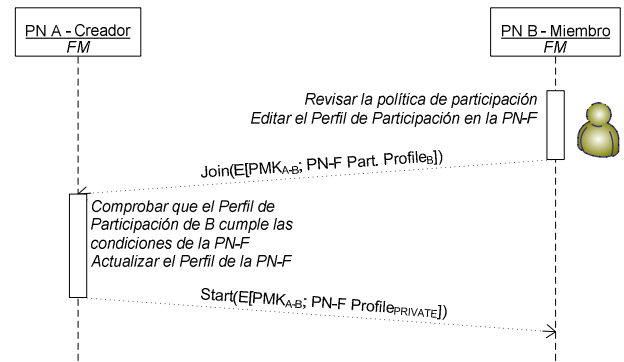 PN A - Creador
FM
PN B - Miembro
FM
Revisar la política de participación
Editar el Perfil de Participación en la PN-F
Join(E[PMKA-B; PN-F Part. ProfileB])
Comprobar que el Perfil de
Participación de B cumple las
condiciones de la PN-F
Actualizar el Perfil de la PN-F
Start(E[PMKA-B; PN-F ProfilePRIVATE])